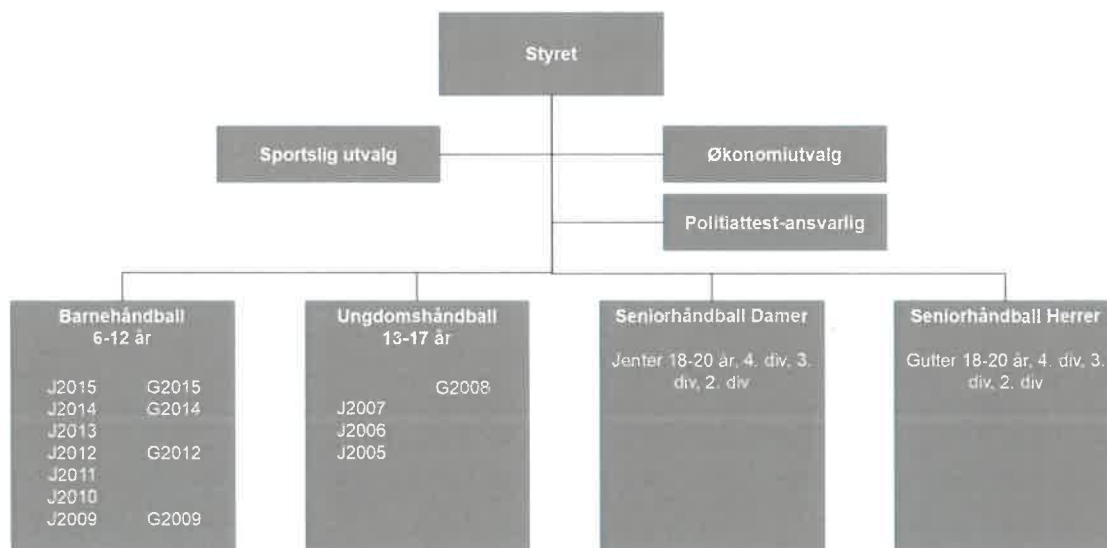 Styret
Sportslig utvalg
Økonomiutvalg
Politiattest-ansvarlig
Barnehåndball
6-12 år
J2015 G2015
J2014 G2014
J2013
J2012 G2012
J2011
J2010
J2009 G2009
Ungdomshåndball
13-17 år
G2008
J2007
J2006
J2005
Seniorhåndball Damer
Jenter 18-20 år, 4. div, 3.
div, 2. div
Seniorhåndball Herrer
Gutter 18-20 år, 4. div, 3.
div, 2. div